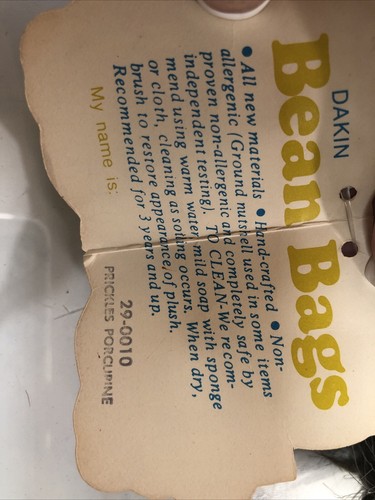 DAKIN
Bean Bags
• All new materials • Hand-crafted • Non-
allergenic (Ground nutshell used in some items
proven non-allergenic and completely safe by
independent testing). TO CLEAN-We recom-
mend using warm water, mild soap with sponge
or cloth, cleaning as soiling occurs. When dry,
brush to restore appearance of plush.
Recommended for 3 years and up.
My name is:
29-0010
PRICKLES PORCUPINE